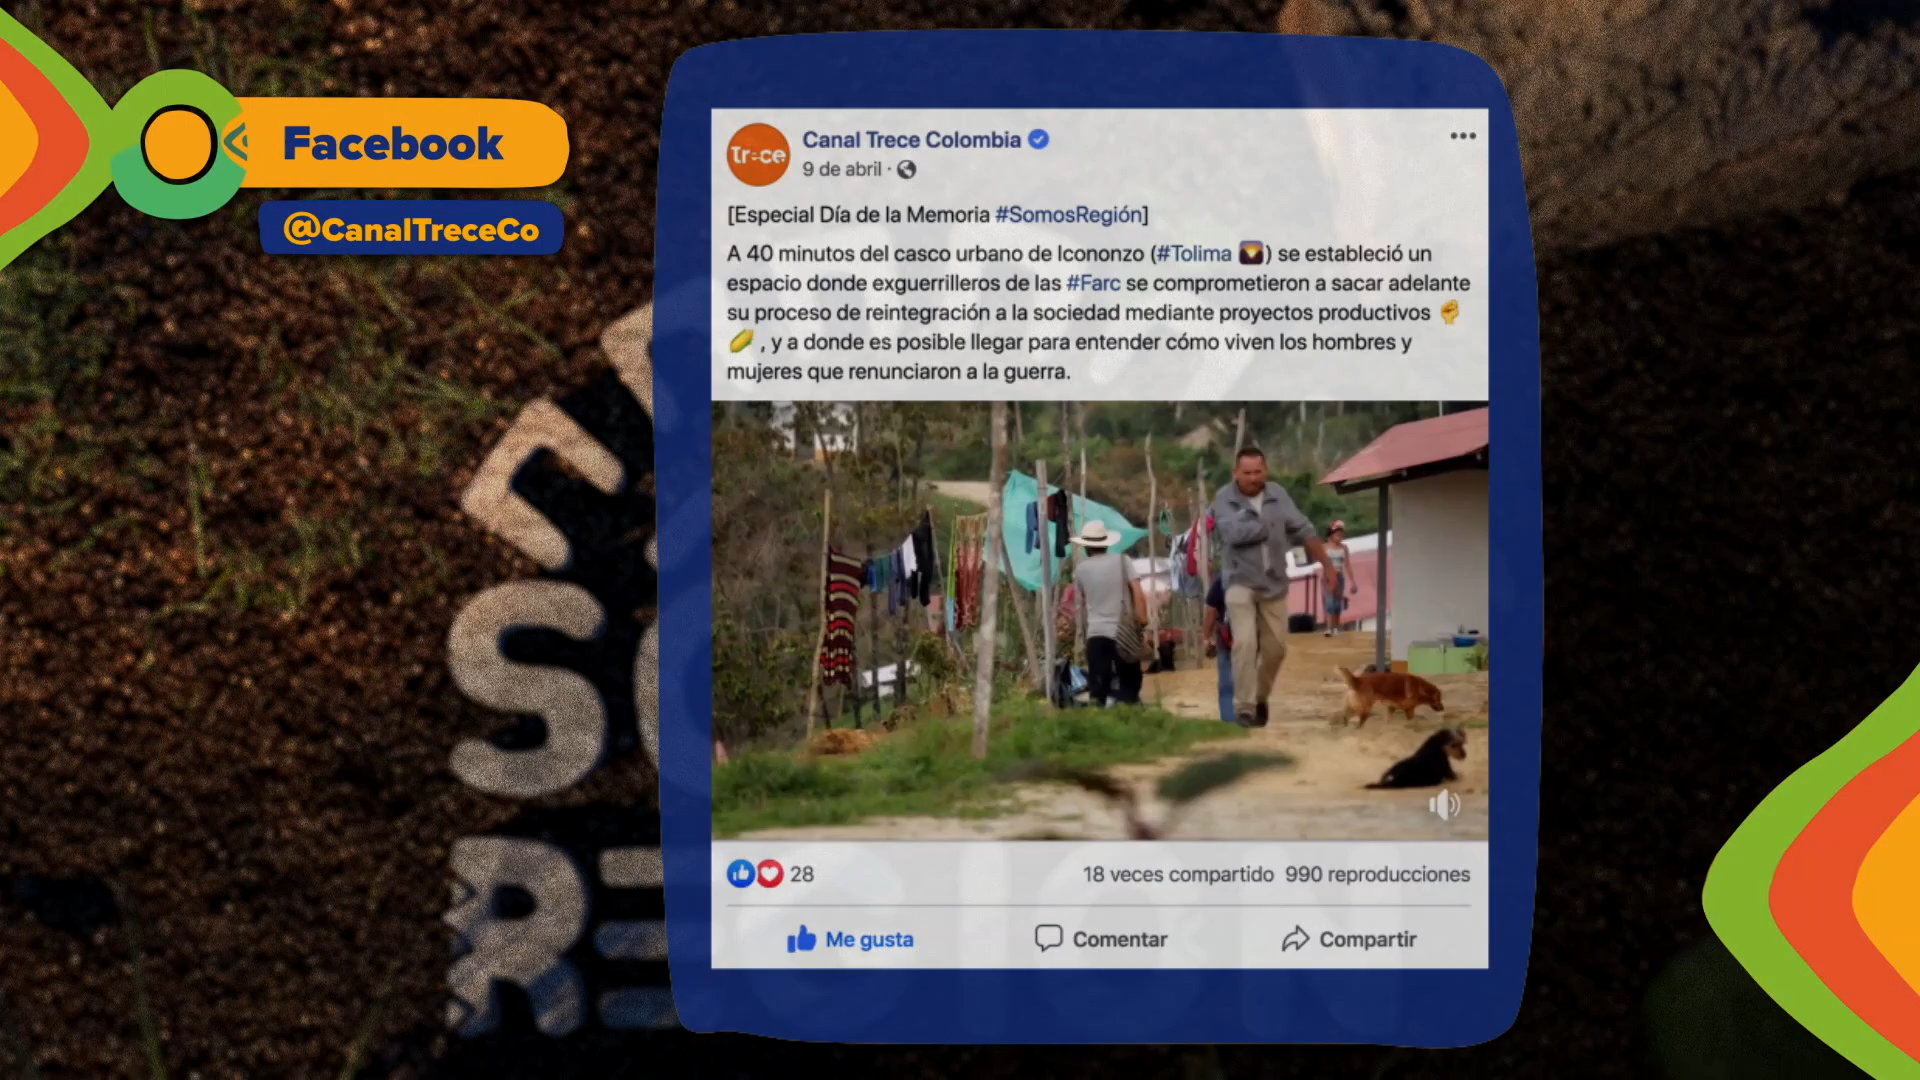 Facebook
@CanalTreceCo
Trece
Canal Trece Colombia
9 de abril ·
[Especial Día de la Memoria #SomosRegión]
A 40 minutos del casco urbano de Icononzo (#Tolima ) se estableció un
espacio donde exguerrilleros de las #Farc se comprometieron a sacar adelante
su proceso de reintegración a la sociedad mediante proyectos productivos
, y a donde es posible llegar para entender cómo viven los hombres y
mujeres que renunciaron a la guerra.
28
18 veces compartido 990 reproducciones
Me gusta
Comentar
Compartir